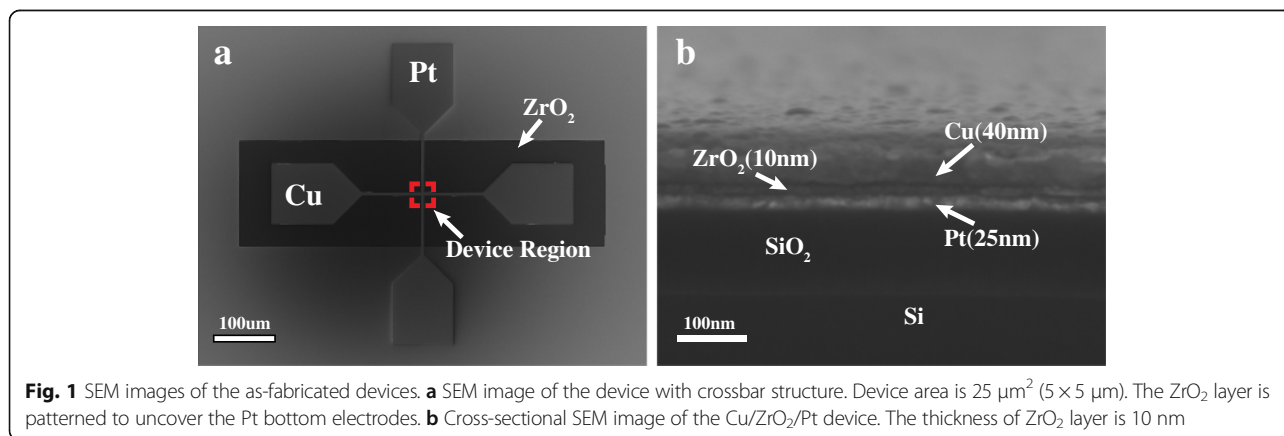 a
Pt
ZrO₂
Cu
Device Region
100um
b
Cu(40nm)
ZrO₂(10nm)
Pt(25nm)
SiO₂
Si
100nm
Fig. 1 SEM images of the as-fabricated devices. a SEM image of the device with crossbar structure. Device area is 25 μm² (5 × 5 μm). The ZrO₂ layer is
patterned to uncover the Pt bottom electrodes. b Cross-sectional SEM image of the Cu/ZrO₂/Pt device. The thickness of ZrO₂ layer is 10 nm